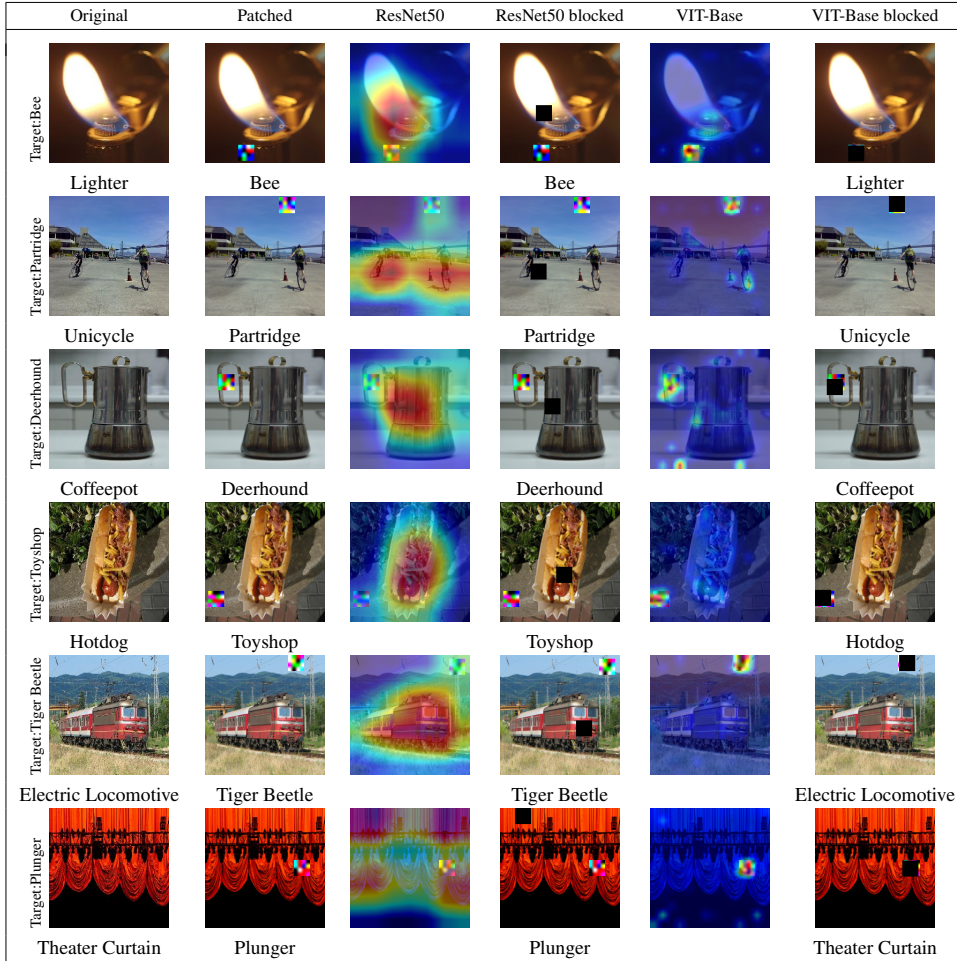 Original Patched ResNet50 ResNet50 blocked VIT-Base VIT-Base blocked
Target:Bee
Lighter Bee Bee Lighter
Target:Partridge
Unicycle Partridge Partridge Unicycle
Target:Deerhound
Coffeepot Deerhound Deerhound Coffeepot
Target:Toyshop
Hotdog Toyshop Toyshop Hotdog
Target:Tiger Beetle
Electric Locomotive Tiger Beetle Tiger Beetle Electric Locomotive
Target:Plunger
Theater Curtain Plunger Plunger Theater Curtain